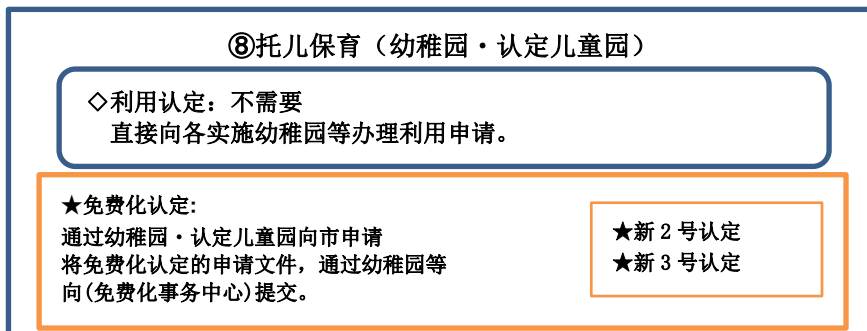 ⑧托儿保育（幼稚园・认定儿童园）
◇利用认定：不需要
直接向各实施幼稚园等办理利用申请。
★免费化认定:
通过幼稚园・认定儿童园向市申请
将免费化认定的申请文件，通过幼稚园等
向(免费化事务中心)提交。
★新 2 号认定
★新 3 号认定